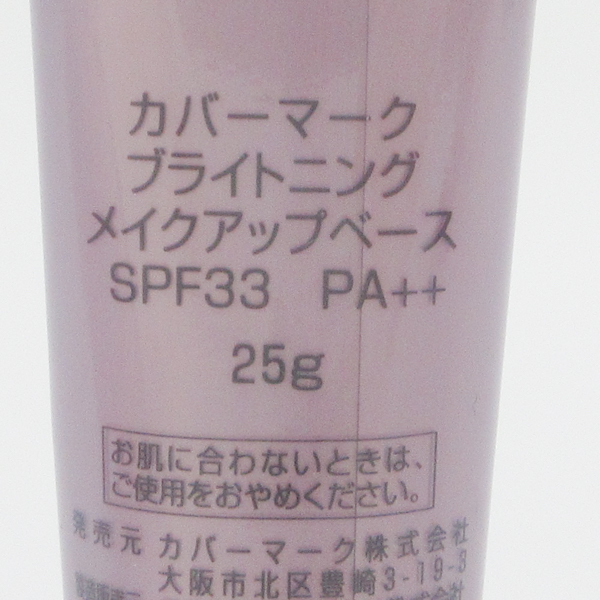 カバーマーク
ブライトニング
メイクアップベース
SPF33 PA++
25g
お肌に合わないときは、
ご使用をおやめください。
発売元 カバーマーク株式会社
大阪市北区豊崎3-19-3